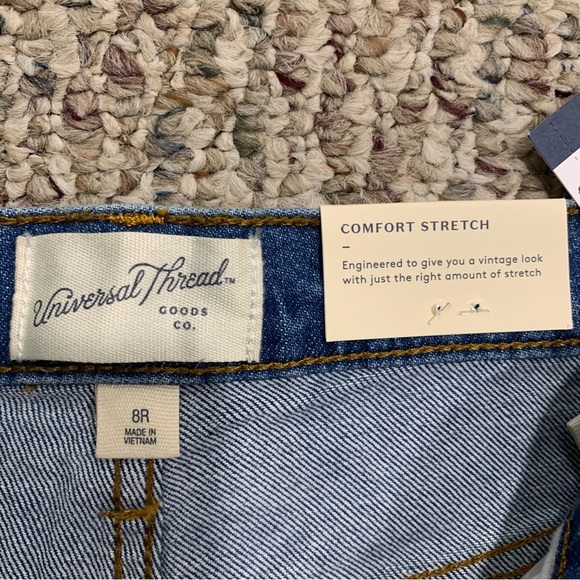 Universal Thread™
GOODS
CO.
COMFORT STRETCH
–
Engineered to give you a vintage look
with just the right amount of stretch
8R
MADE IN
VIETNAM